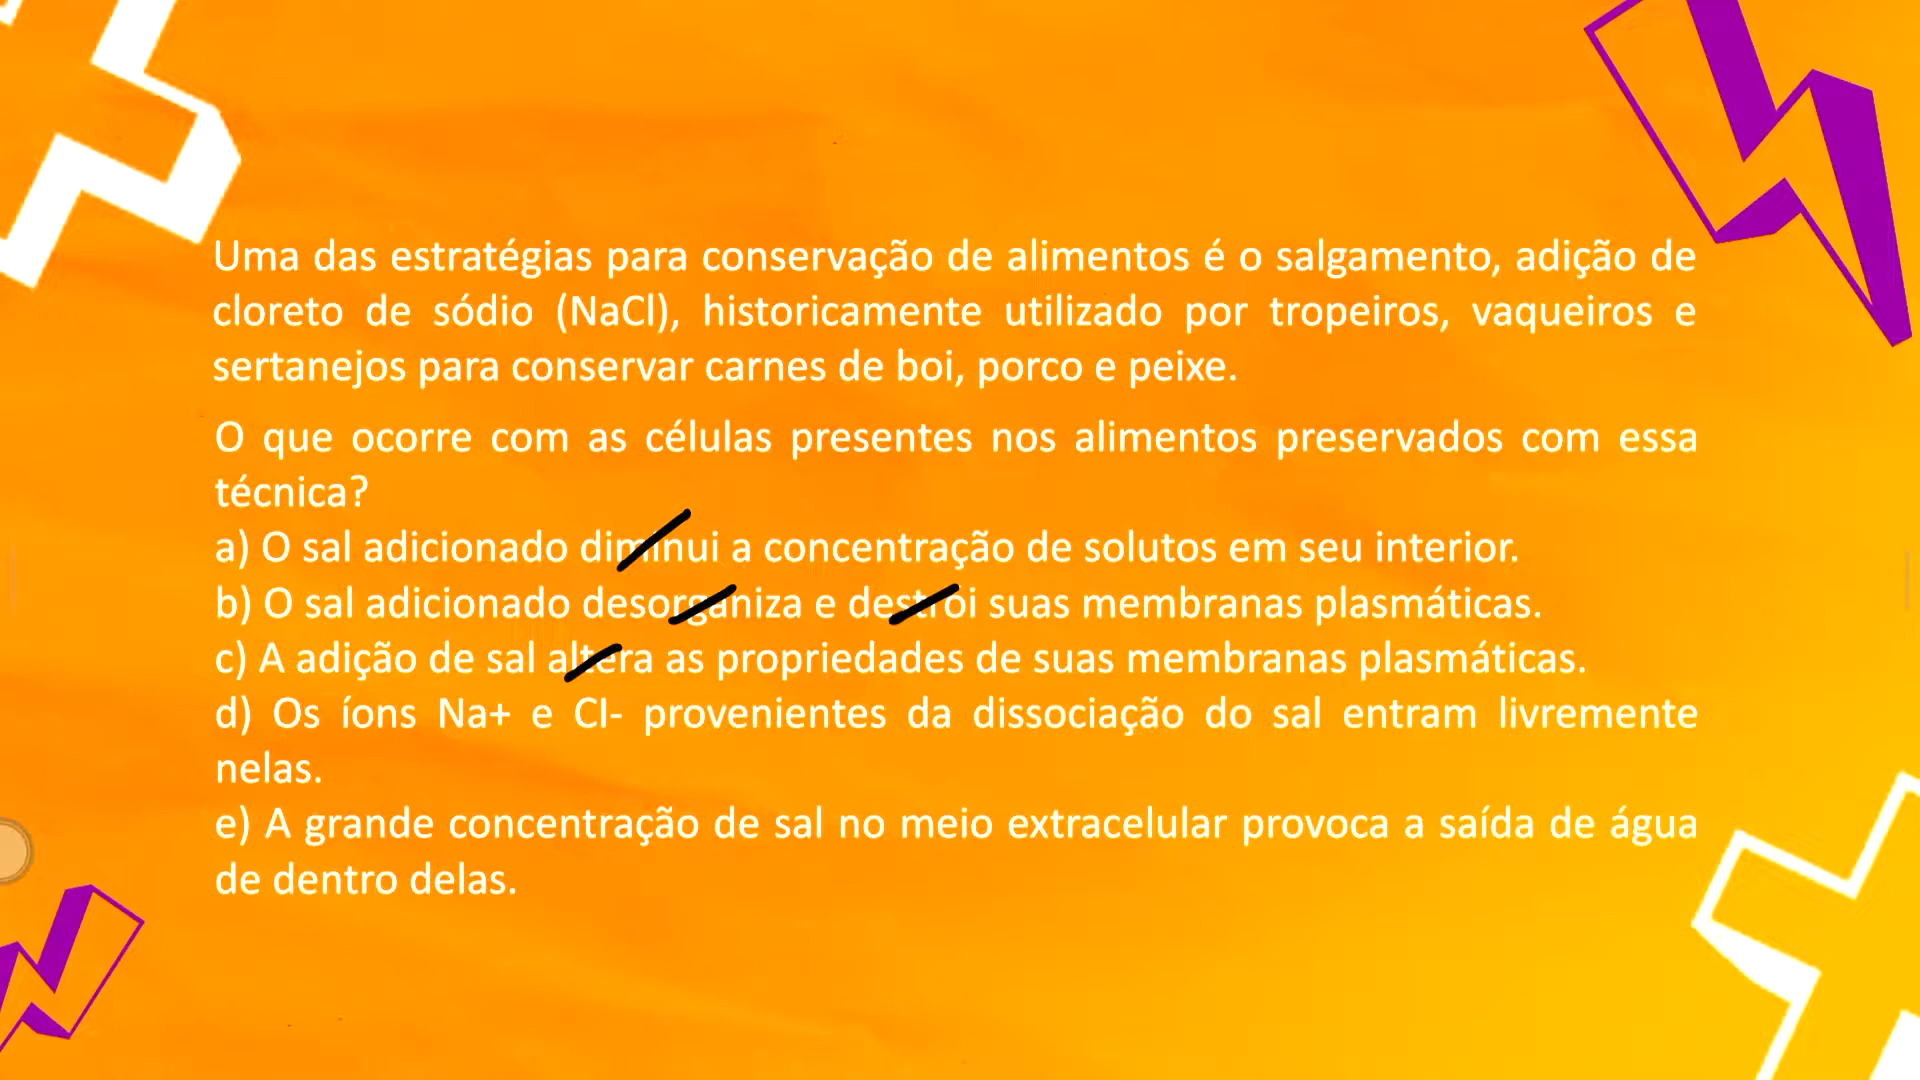 Uma das estratégias para conservação de alimentos é o salgamento, adição de
cloreto de sódio (NaCl), historicamente utilizado por tropeiros, vaqueiros e
sertanejos para conservar carnes de boi, porco e peixe.
O que ocorre com as células presentes nos alimentos preservados com essa
técnica?
a) O sal adicionado diminui a concentração de solutos em seu interior.
b) O sal adicionado desorganiza e destrói suas membranas plasmáticas.
c) A adição de sal altera as propriedades de suas membranas plasmáticas.
d) Os íons Na+ e Cl- provenientes da dissociação do sal entram livremente
nelas.
e) A grande concentração de sal no meio extracelular provoca a saída de água
de dentro delas.